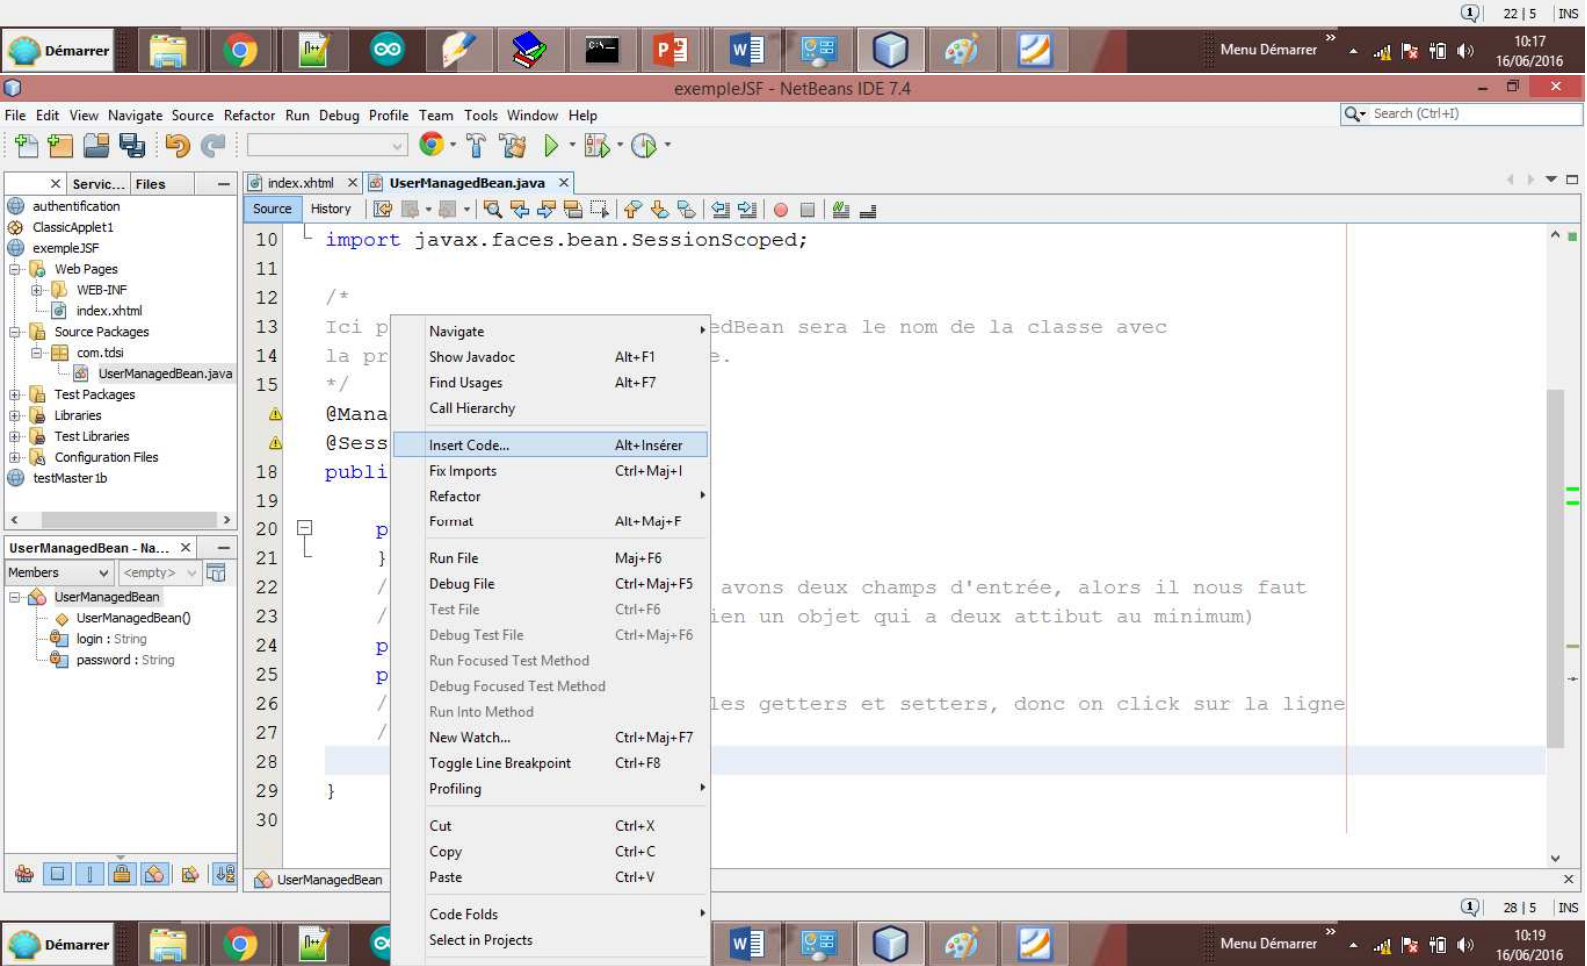 22 | 5 INS
Démarrer
Menu Démarrer
10:17
16/06/2016
exempleJSF - NetBeans IDE 7.4
File Edit View Navigate Source Refactor Run Debug Profile Team Tools Window Help
Search (Ctrl+I)
Servic... Files
index.xhtml UserManagedBean.java
authentification
ClassicApplet1
exempleJSF
Web Pages
WEB-INF
index.xhtml
Source Packages
com.tdsi
UserManagedBean.java
Test Packages
Libraries
Test Libraries
Configuration Files
testMaster1b
UserManagedBean - Na...
Members <empty>
UserManagedBean
UserManagedBean()
login : String
password : String
Source History
10 import javax.faces.bean.SessionScoped;
11
12 /*
13 Ici p edBean sera le nom de la classe avec
14 la pr e.
15 */
@Mana
@Sess
18 publi
19
20 p
21 }
22 / avons deux champs d'entrée, alors il nous faut
23 / ien un objet qui a deux attibut au minimum)
24 p
25 p
26 / les getters et setters, donc on click sur la ligne
27 /
28
29 }
30
Navigate
Show Javadoc Alt+F1
Find Usages Alt+F7
Call Hierarchy
Insert Code... Alt+Insérer
Fix Imports Ctrl+Maj+I
Refactor
Format Alt+Maj+F
Run File Maj+F6
Debug File Ctrl+Maj+F5
Test File Ctrl+F6
Debug Test File Ctrl+Maj+F6
Run Focused Test Method
Debug Focused Test Method
Run Into Method
New Watch... Ctrl+Maj+F7
Toggle Line Breakpoint Ctrl+F8
Profiling
Cut Ctrl+X
Copy Ctrl+C
Paste Ctrl+V
Code Folds
Select in Projects
UserManagedBean
28 | 5 INS
Démarrer
Menu Démarrer
10:19
16/06/2016